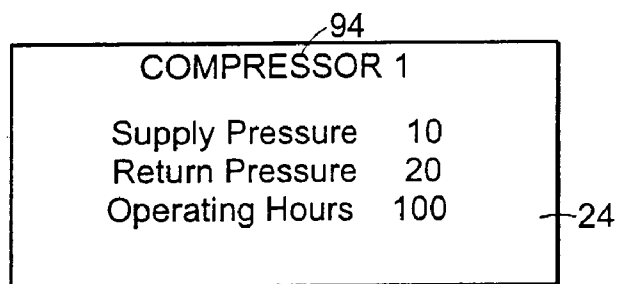 94
COMPRESSOR 1
Supply Pressure 10
Return Pressure 20
Operating Hours 100
24